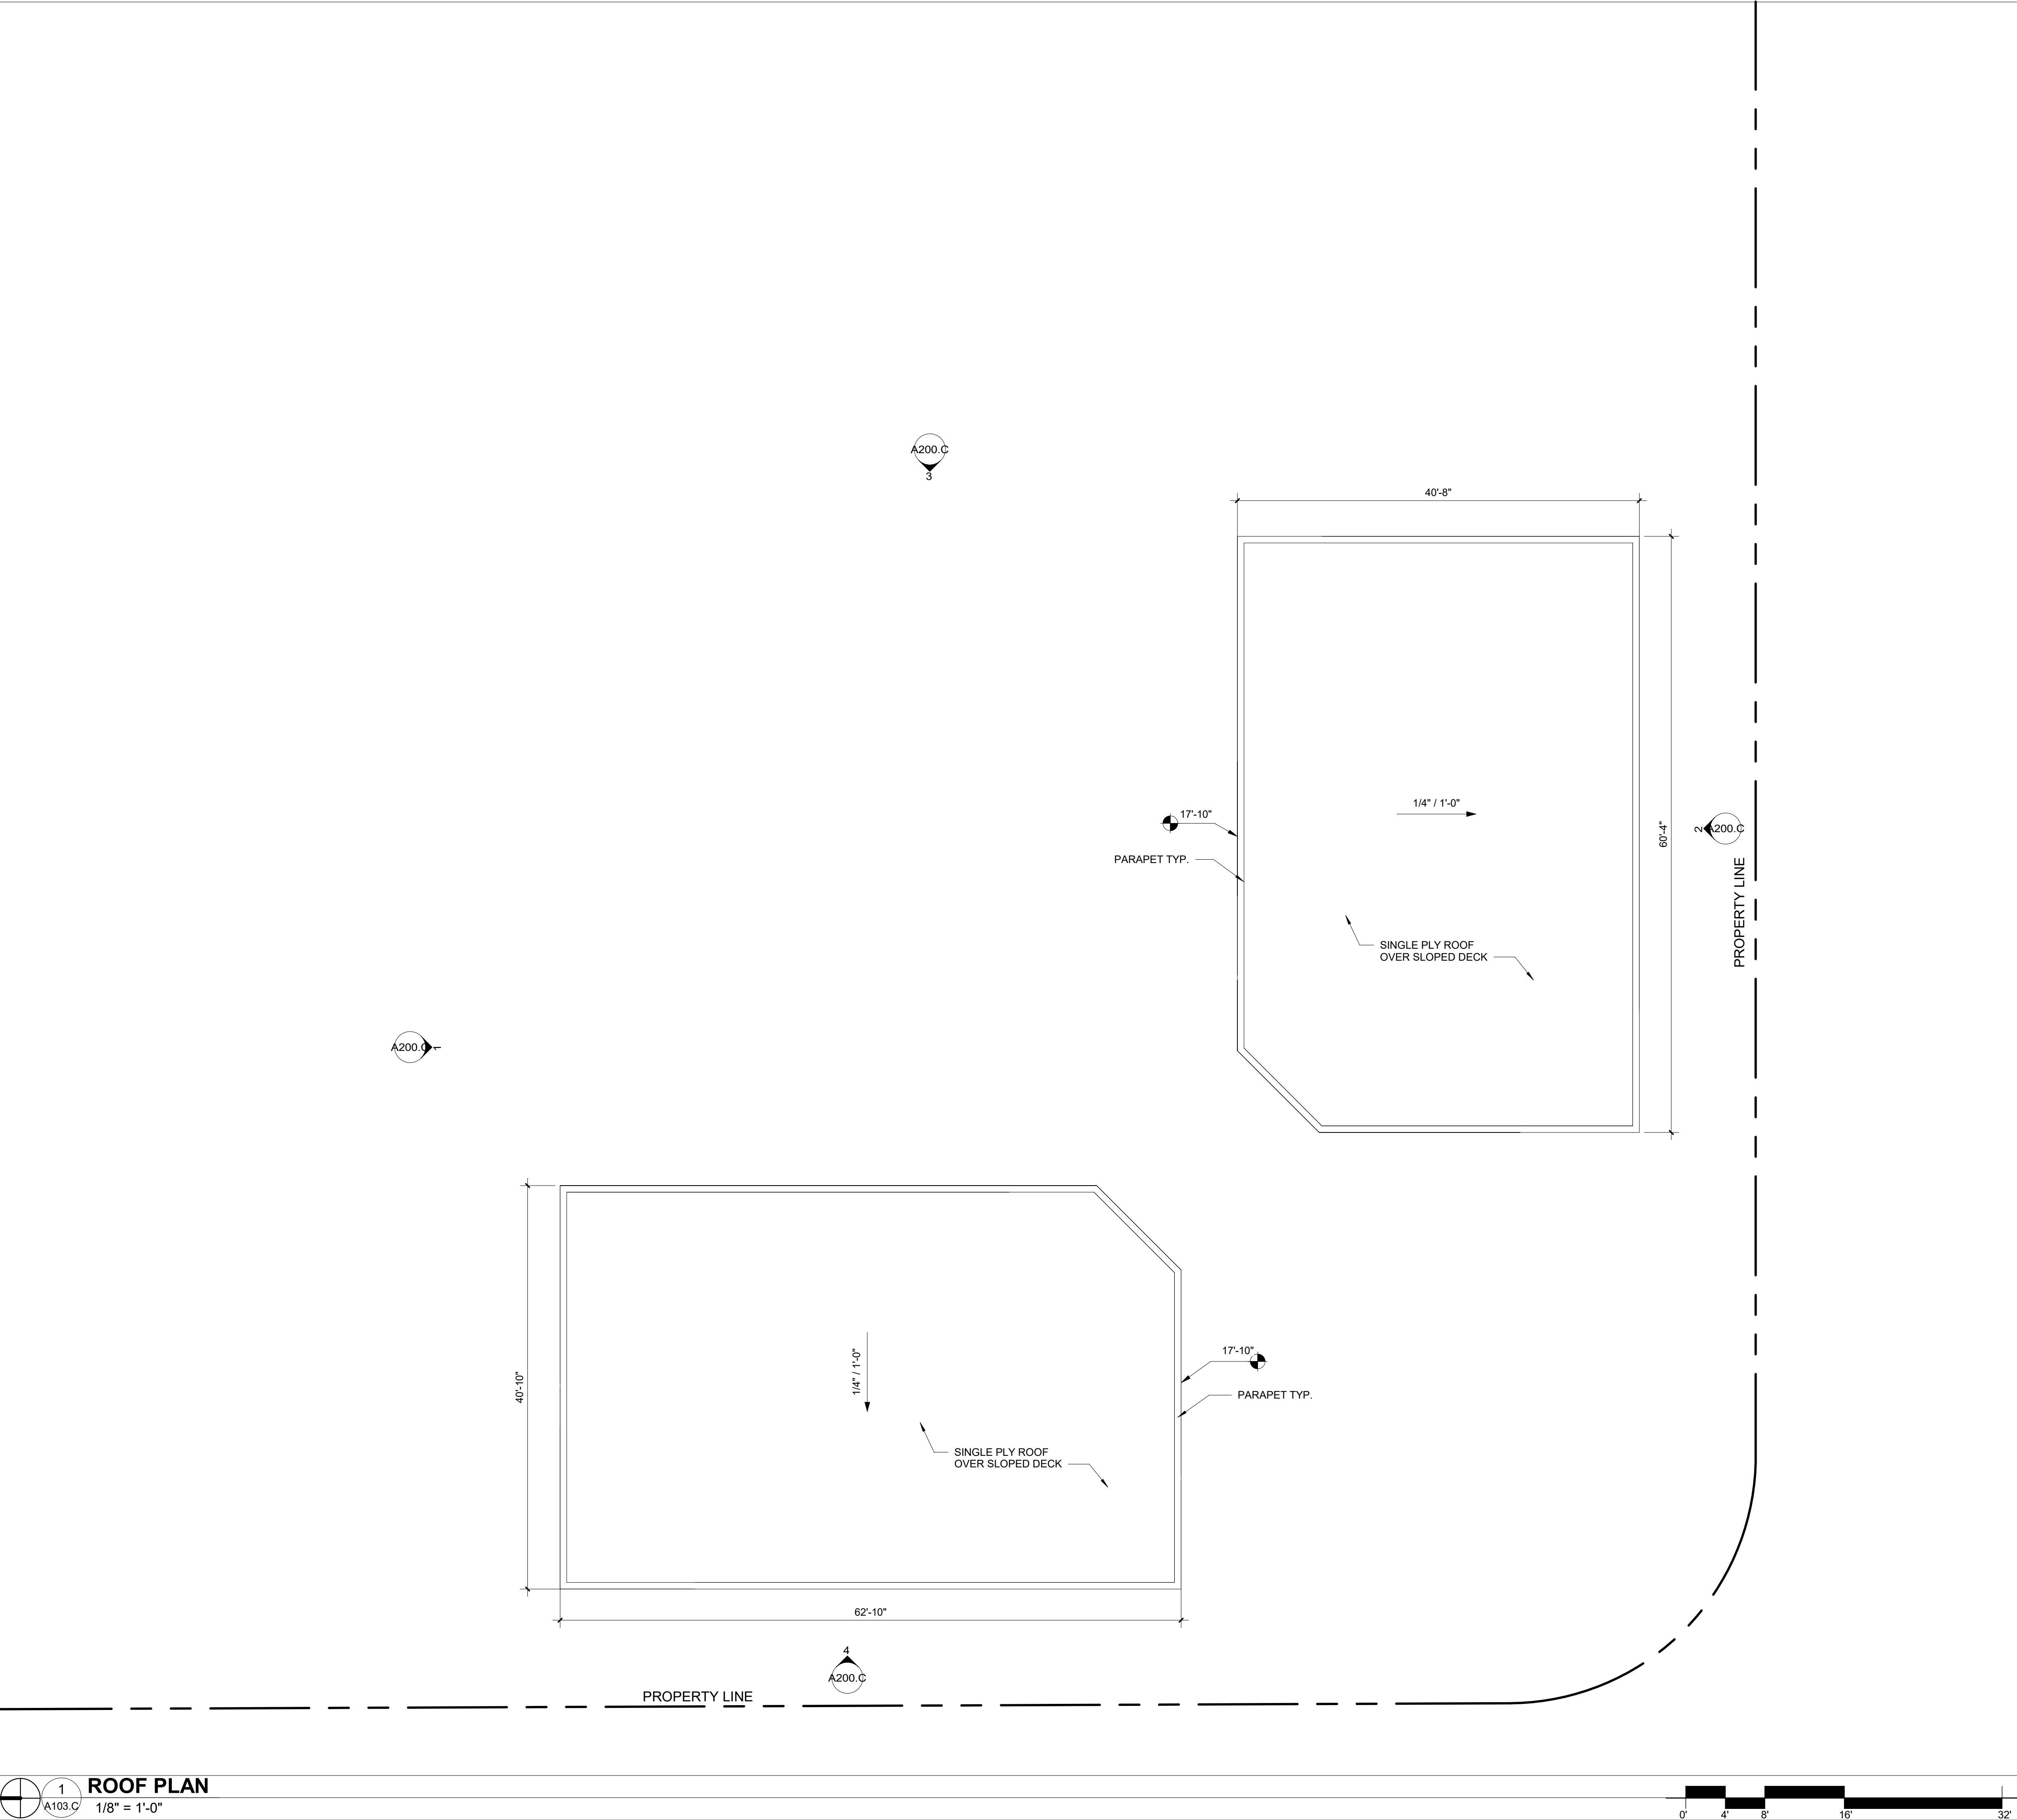 A200.C
3
40'-8"
1/4" / 1'-0"
17'-10"
60'-4"
2
A200.C
PARAPET TYP.
PROPERTY LINE
SINGLE PLY ROOF
OVER SLOPED DECK
A200.C
1
17'-10"
1/4" / 1'-0"
40'-10"
PARAPET TYP.
SINGLE PLY ROOF
OVER SLOPED DECK
62'-10"
4
A200.C
PROPERTY LINE
1
A103.C
ROOF PLAN
1/8" = 1'-0"
0' 4' 8' 16' 32'